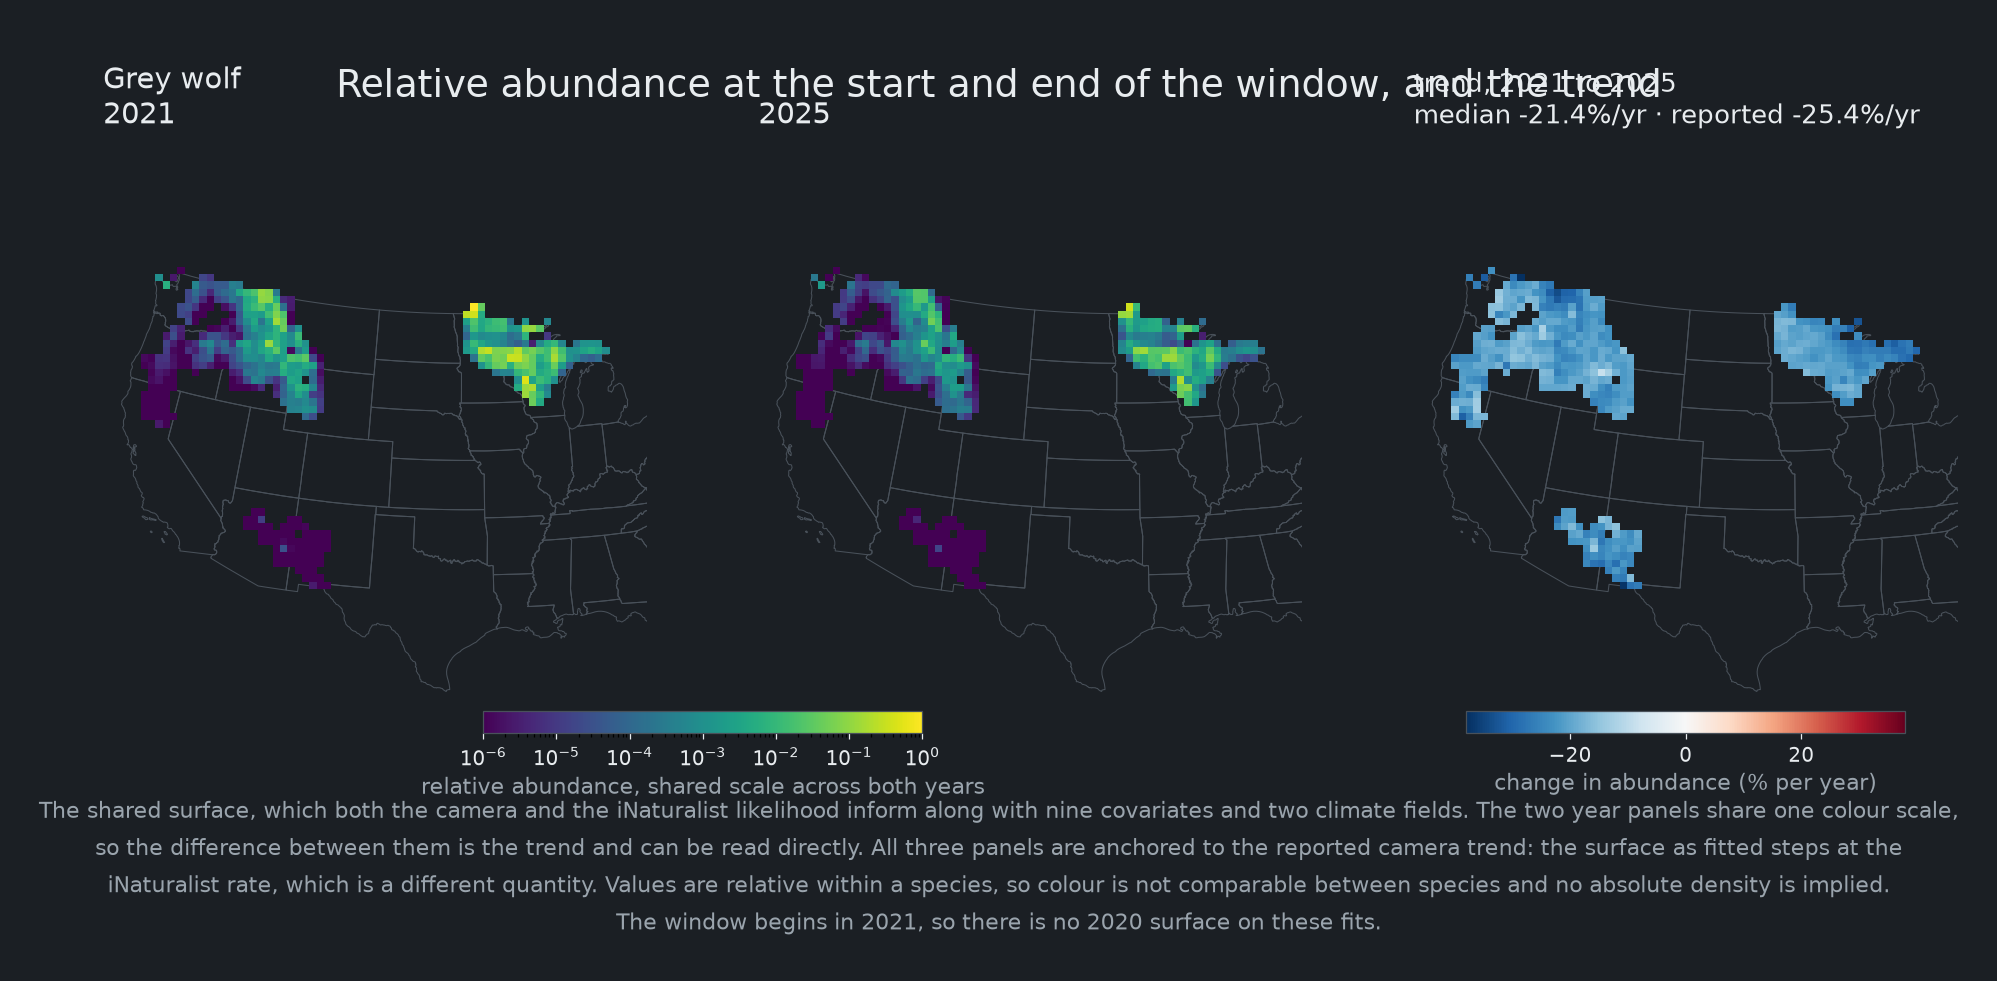 Relative abundance at the start and end of the window, and the trend
Grey wolf
2021
2025
trend, 2021 to 2025
median -21.4%/yr · reported -25.4%/yr
10⁻⁶ 10⁻⁵ 10⁻⁴ 10⁻³ 10⁻² 10⁻¹ 10⁰
relative abundance, shared scale across both years
−20 0 20
change in abundance (% per year)
The shared surface, which both the camera and the iNaturalist likelihood inform along with nine covariates and two climate fields. The two year panels share one colour scale,
so the difference between them is the trend and can be read directly. All three panels are anchored to the reported camera trend: the surface as fitted steps at the
iNaturalist rate, which is a different quantity. Values are relative within a species, so colour is not comparable between species and no absolute density is implied.
The window begins in 2021, so there is no 2020 surface on these fits.